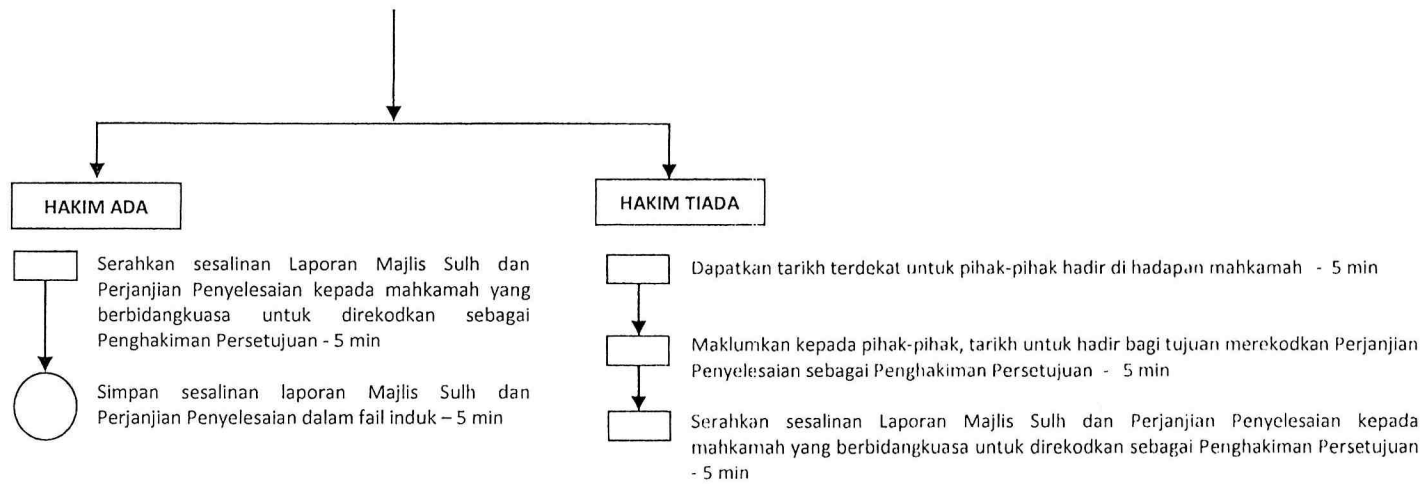 HAKIM ADA
Serahkan sesalinan Laporan Majlis Sulh dan
Perjanjian Penyelesaian kepada mahkamah yang
berbidangkuasa untuk direkodkan sebagai
Penghakiman Persetujuan - 5 min
Simpan sesalinan laporan Majlis Sulh dan
Perjanjian Penyelesaian dalam fail induk – 5 min
HAKIM TIADA
Dapatkan tarikh terdekat untuk pihak-pihak hadir di hadapan mahkamah - 5 min
Maklumkan kepada pihak-pihak, tarikh untuk hadir bagi tujuan merekodkan Perjanjian
Penyelesaian sebagai Penghakiman Persetujuan - 5 min
Serahkan sesalinan Laporan Majlis Sulh dan Perjanjian Penyelesaian kepada
mahkamah yang berbidangkuasa untuk direkodkan sebagai Penghakiman Persetujuan
- 5 min